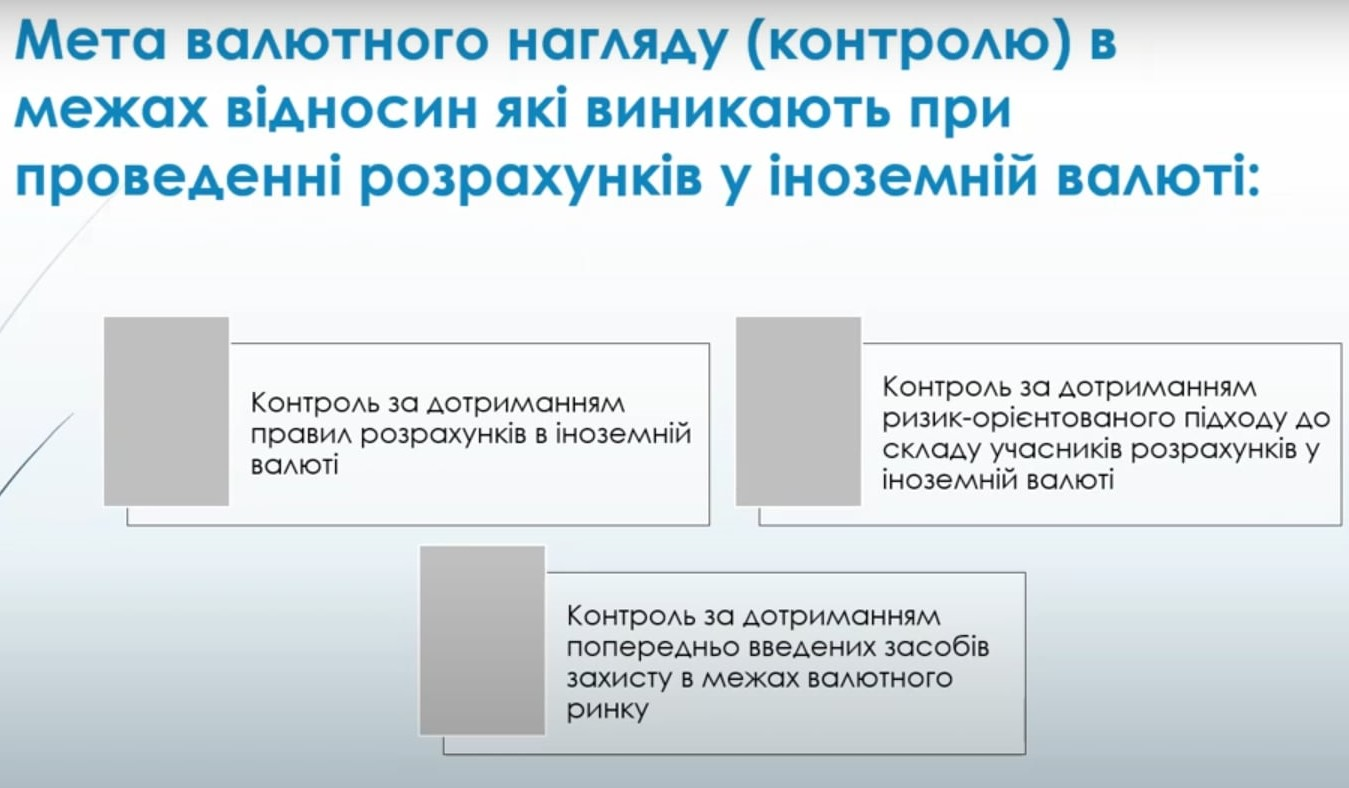 Мета валютного нагляду (контролю) в
межах відносин які виникають при
проведенні розрахунків у іноземній валюті:
Контроль за дотриманням
правил розрахунків в іноземній
валюті
Контроль за дотриманням
ризик-орієнтованого підходу до
складу учасників розрахунків у
іноземній валюті
Контроль за дотриманням
попередньо введених засобів
захисту в межах валютного
ринку